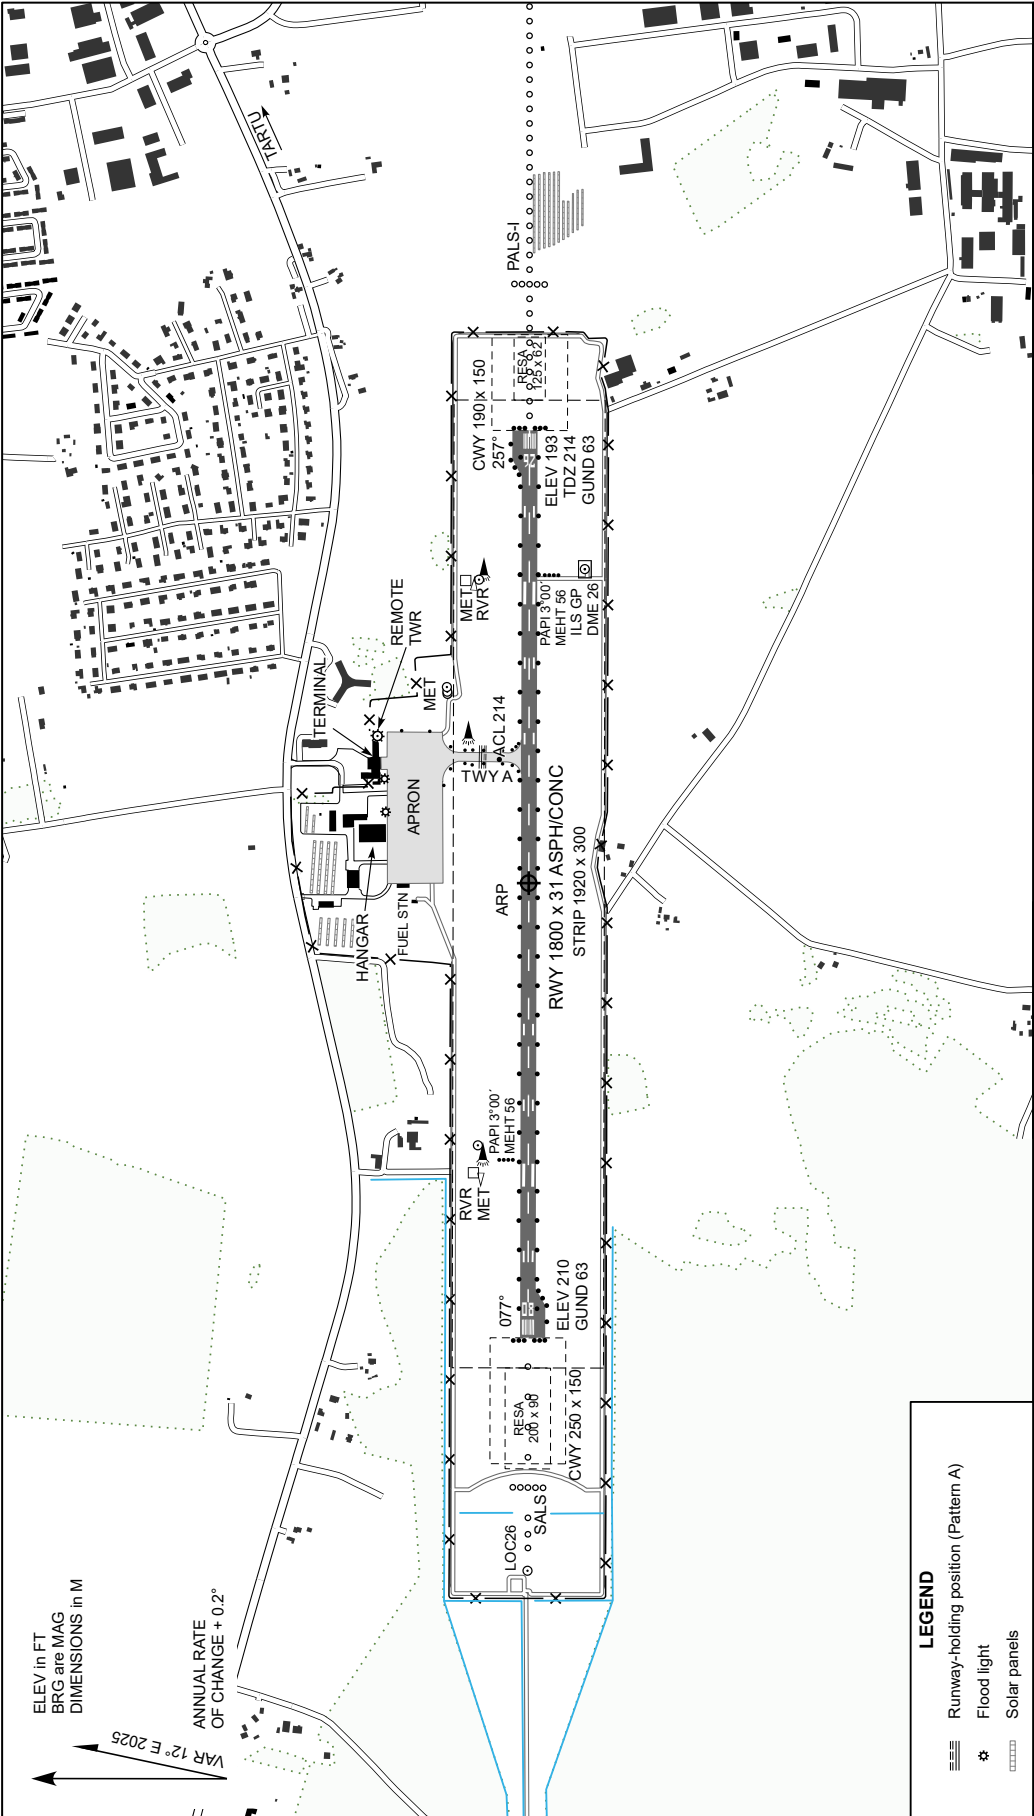 TARTU
PALS-I
RESA
125 x 62
CWY 190 x 150
257°
26
ELEV 193
TDZ 214
GUND 63
MET
RVR
PAPI 3°00´
MEHT 56
ILS GP
DME 26
REMOTE
TWR
TERMINAL
MET
ACL 214
TWY A
APRON
RWY 1800 x 31 ASPH/CONC
STRIP 1920 x 300
ARP
HANGAR
FUEL STN
PAPI 3°00´
MEHT 56
RVR
MET
077°
08
ELEV 210
GUND 63
RESA
200 x 90
CWY 250 x 150
SALS
LOC26
ELEV in FT
BRG are MAG
DIMENSIONS in M
ANNUAL RATE
OF CHANGE + 0.2°
VAR 12° E 2025
LEGEND
Runway-holding position (Pattern A)
Flood light
Solar panels